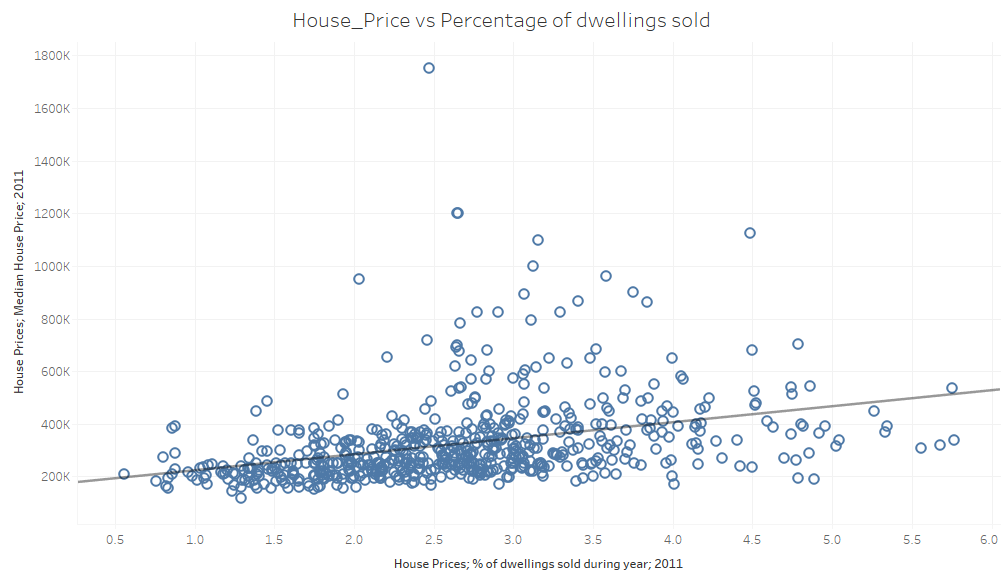 House_Price vs Percentage of dwellings sold
House Prices; Median House Price; 2011
1800K
1600K
1400K
1200K
1000K
800K
600K
400K
200K
0.5 1.0 1.5 2.0 2.5 3.0 3.5 4.0 4.5 5.0 5.5 6.0
House Prices; % of dwellings sold during year; 2011